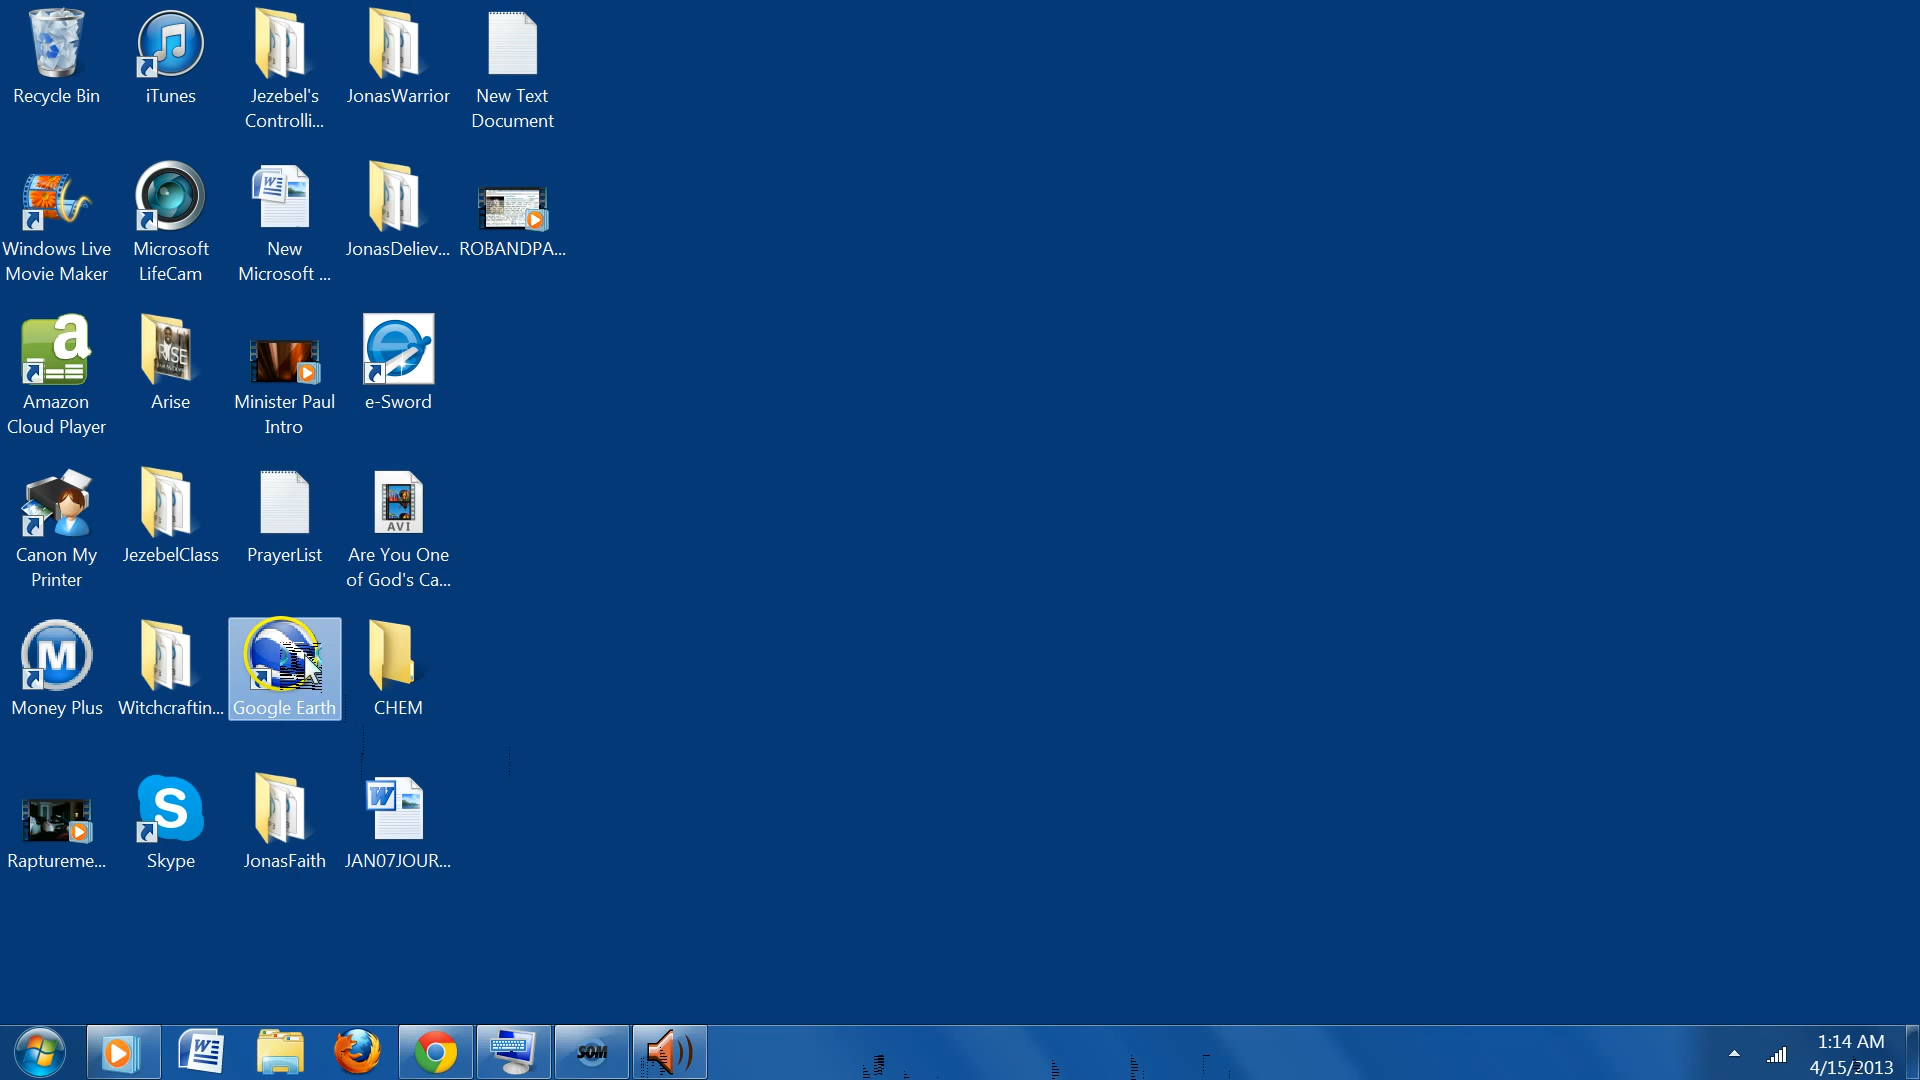 Recycle Bin
iTunes
Jezebel's
Controlli...
JonasWarrior
New Text
Document
Windows Live
Movie Maker
Microsoft
LifeCam
New
Microsoft ...
JonasDeliev...
ROBANDPA...
a
Amazon
Cloud Player
RISE
Arise
Minister Paul
Intro
e-Sword
Canon My
Printer
JezebelClass
PrayerList
AVI
Are You One
of God's Ca...
M
Money Plus
Witchcraftin...
Google Earth
CHEM
Raptureme...
S
Skype
JonasFaith
W
JAN07JOUR...
W
SOM
1:14 AM
4/15/2013